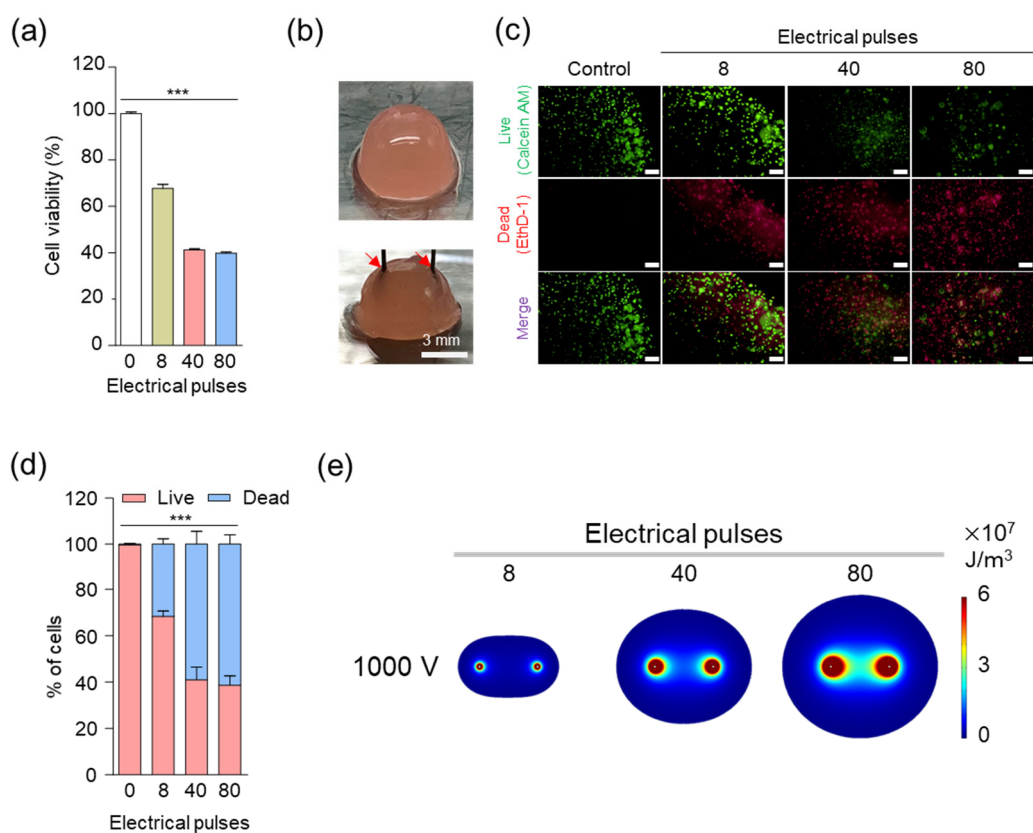 (a)
120
100
80
60
40
20
0
Cell viability (%)
***
0 8 40 80
Electrical pulses
(b)
3 mm
(c)
Electrical pulses
Control 8 40 80
Live
(Calcein AM)
Dead
(EthD-1)
Merge
(d)
Live Dead
***
120
100
80
60
40
20
0
% of cells
0 8 40 80
Electrical pulses
(e)
Electrical pulses
8 40 80
1000 V
×10⁷
J/m³
6
3
0